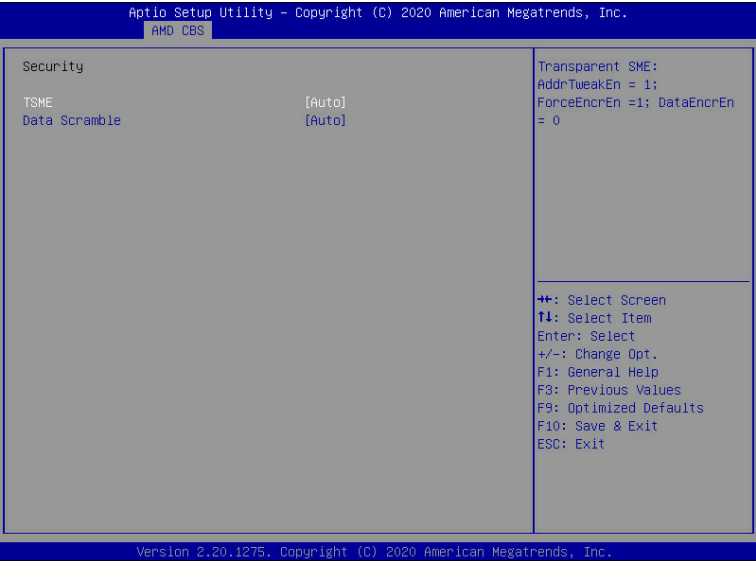 Aptio Setup Utility – Copyright (C) 2020 American Megatrends, Inc.
AMD CBS
Security
TSME [Auto]
Data Scramble [Auto]
Transparent SME:
AddrTweakEn = 1;
ForceEncrEn =1; DataEncrEn
= 0
→←: Select Screen
↑↓: Select Item
Enter: Select
+/-: Change Opt.
F1: General Help
F3: Previous Values
F9: Optimized Defaults
F10: Save & Exit
ESC: Exit
Version 2.20.1275. Copyright (C) 2020 American Megatrends, Inc.